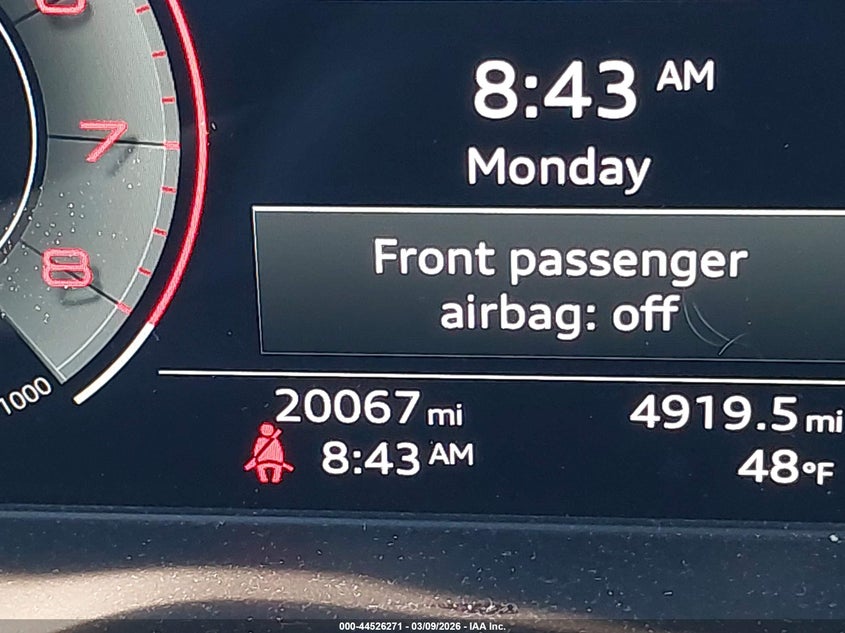 6
7
8
1000
8:43 AM
Monday
Front passenger
airbag: off
20067 mi
4919.5 mi
8:43 AM
48°F
000-44526271 - 03/09/2026 - IAA Inc.